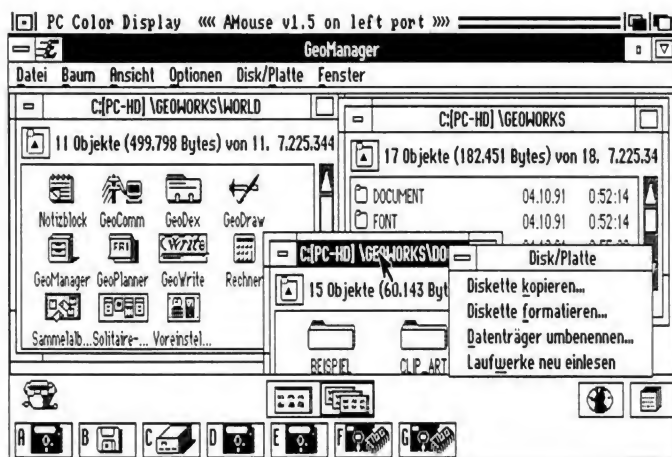 PC Color Display «« AMouse v1.5 on left port »»
GeoManager
Datei Baum Ansicht Optionen Disk/Platte Fenster
C:[PC-HD] \GEOWORKS\WORLD
11 Objekte (499.798 Bytes) von 11. 7.225.344
Notizblock GeoComm GeoDex GeoDraw
FRI
Write
GeoManager GeoPlanner GeoWrite Rechner
Sammelalb... Solitaire-... Voreinstel...
C:[PC-HD] \GEOWORKS
17 Objekte (182.451 Bytes) von 18. 7.225.34
DOCUMENT 04.10.91 0:52:14
FONT 04.10.91 0:52:14
C:[PC-HD] \GEOWORKS\DO
15 Objekte (60.143 Byt
BEISPIEL CLIP_ART
Disk/Platte
Diskette kopieren...
Diskette formatieren...
Datenträger umbenennen...
Laufwerke neu einlesen
A B C D E F G